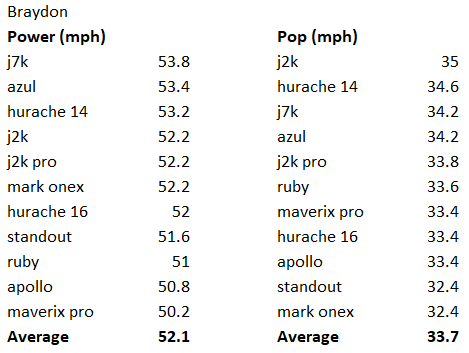 Braydon
Power (mph) Pop (mph)
j7k 53.8 j2k 35
azul 53.4 hurache 14 34.6
hurache 14 53.2 j7k 34.2
j2k 52.2 azul 34.2
j2k pro 52.2 j2k pro 33.8
mark onex 52.2 ruby 33.6
hurache 16 52 maverix pro 33.4
standout 51.6 hurache 16 33.4
ruby 51 apollo 33.4
apollo 50.8 standout 32.4
maverix pro 50.2 mark onex 32.4
Average 52.1 Average 33.7